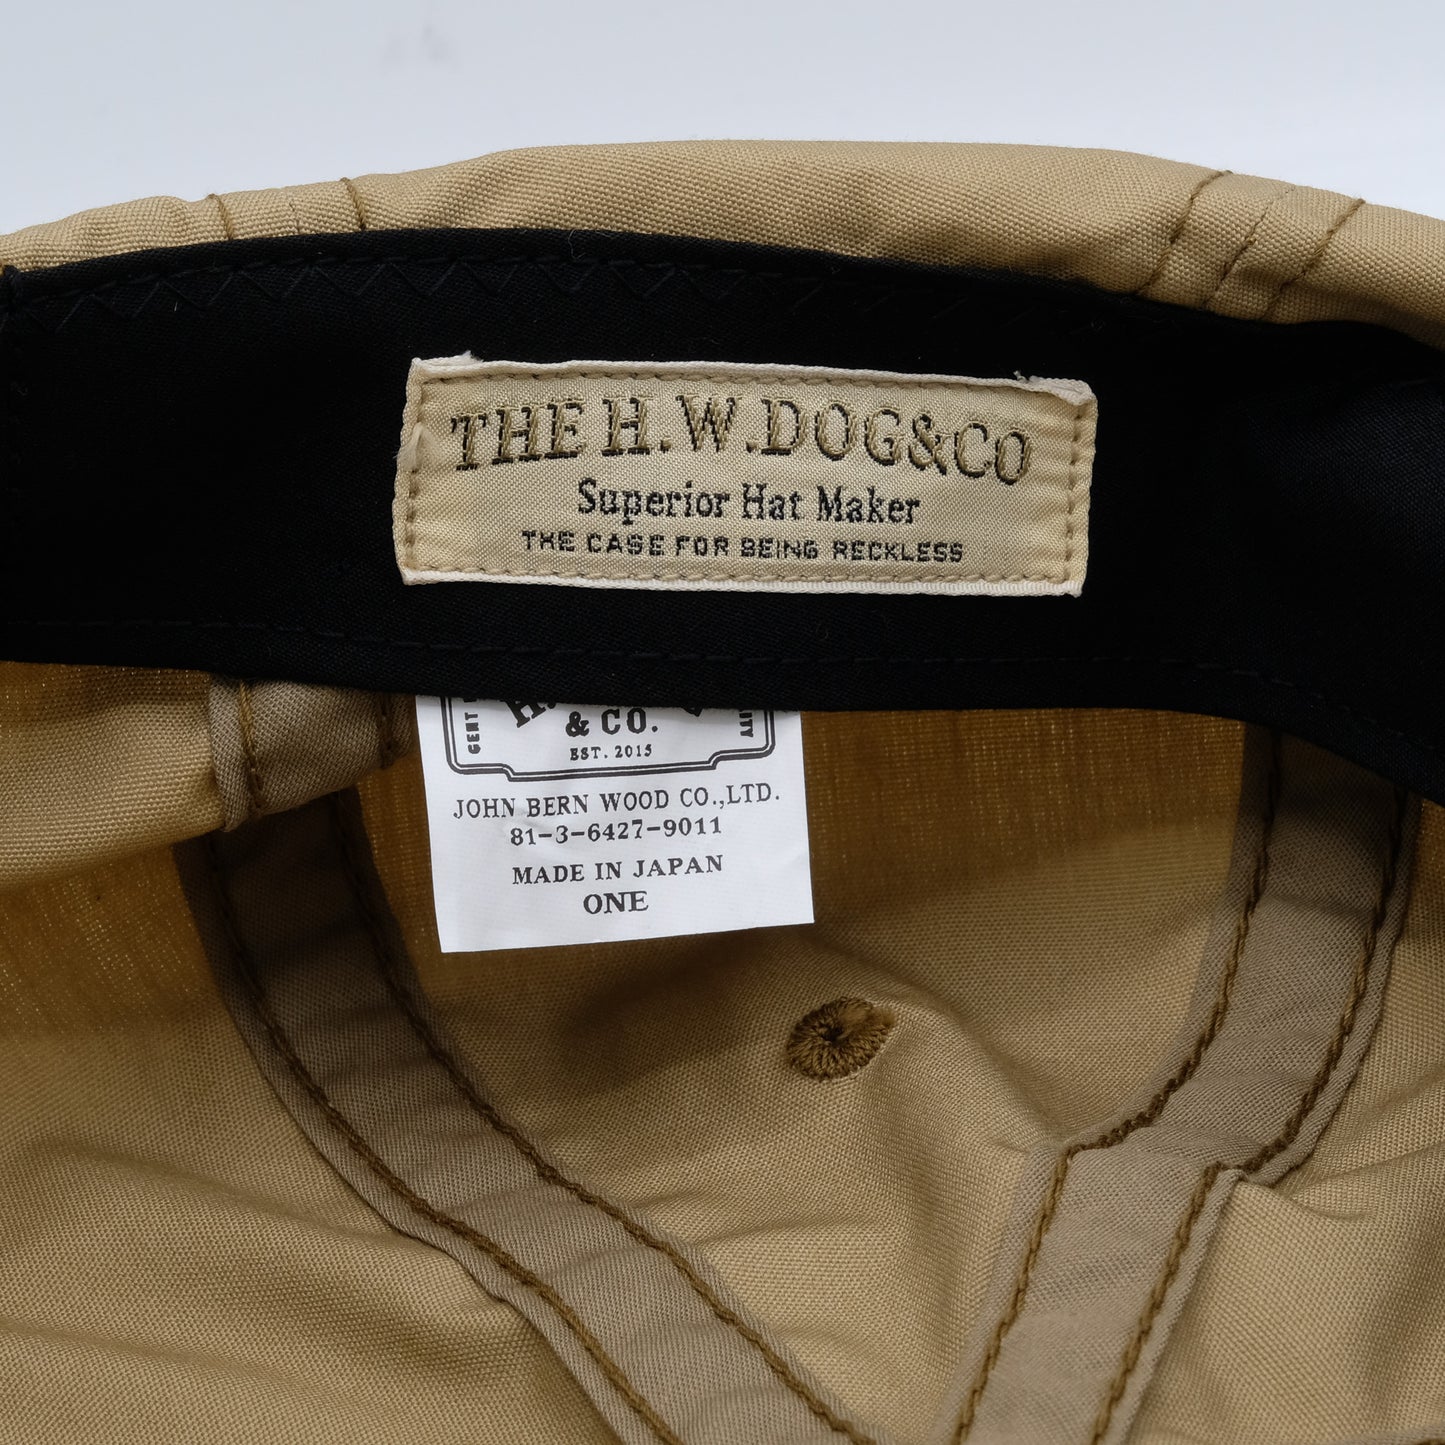 THE H.W.DOG&CO
Superior Hat Maker
THE CASE FOR BEING RECKLESS
& CO.
EST. 2015
JOHN BERN WOOD CO.,LTD.
81-3-6427-9011
MADE IN JAPAN
ONE